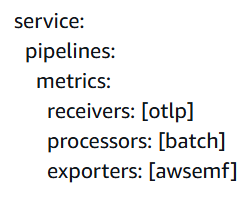 service:
  pipelines:
    metrics:
      receivers: [otlp]
      processors: [batch]
      exporters: [awsemf]